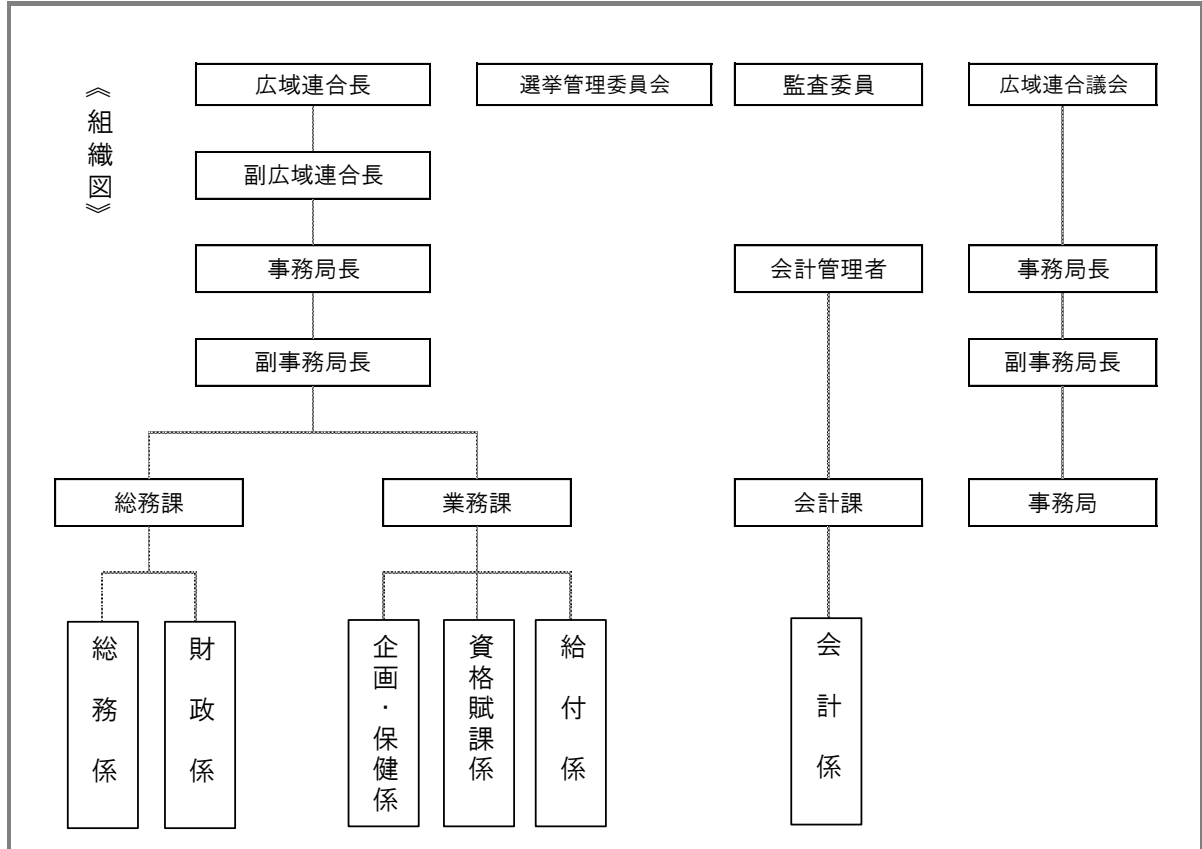 《組織図》
広域連合長
選挙管理委員会
監査委員
広域連合議会
副広域連合長
事務局長
会計管理者
事務局長
副事務局長
副事務局長
総務課
業務課
会計課
事務局
総務係
財政係
企画・保健係
資格賦課係
給付係
会計係